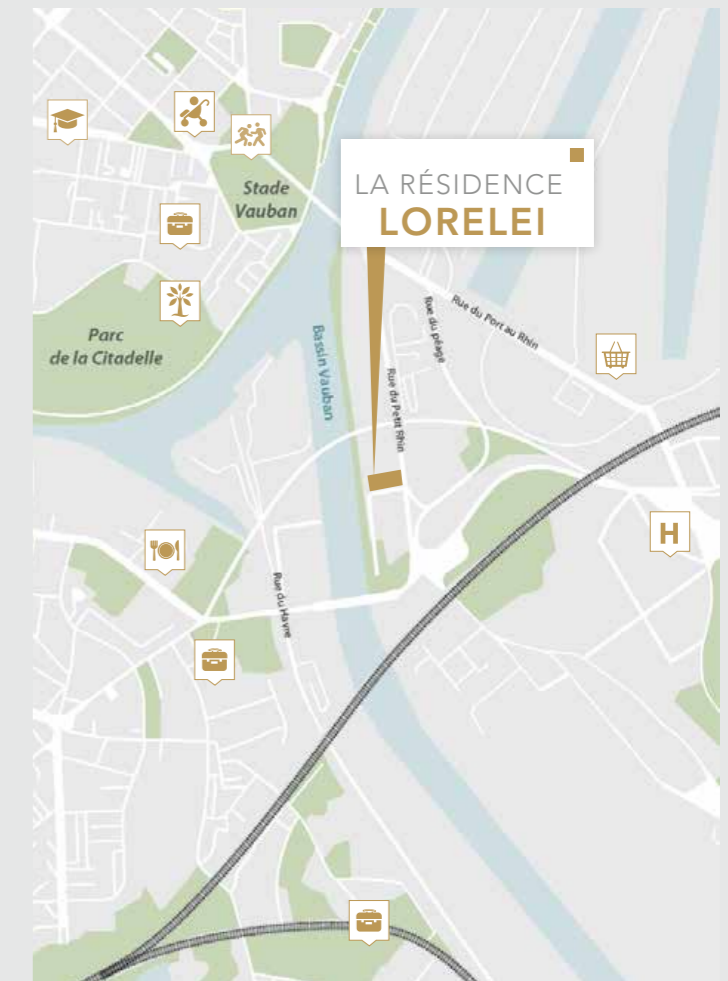 Stade
Vauban
LA RÉSIDENCE
LORELEI
Parc
de la Citadelle
Bassin Vauban
Rue du péage
Rue du Port au Rhin
Rue du Petit Rhin
H
Rue du Havre